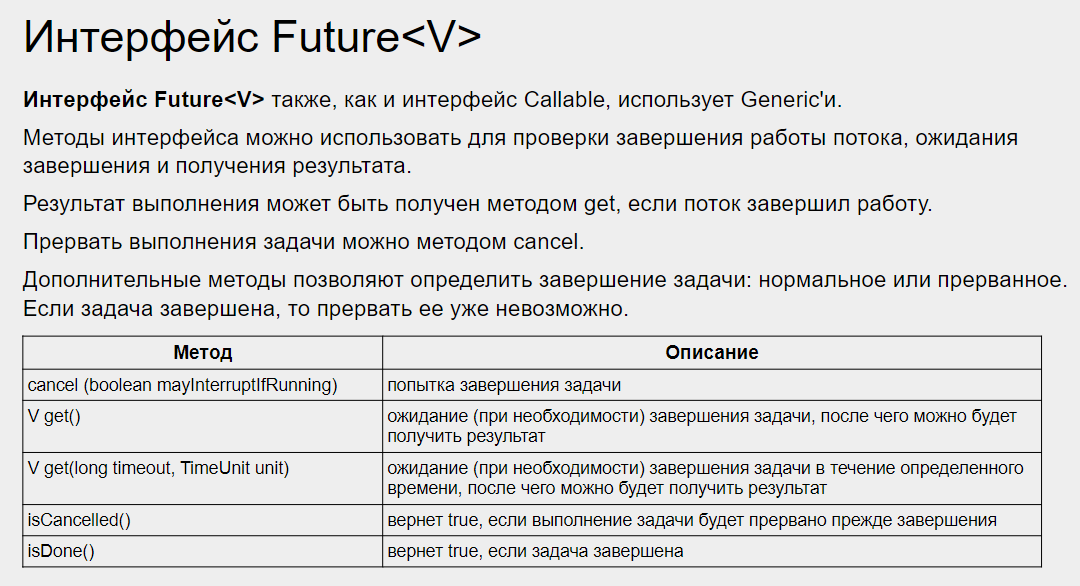 Интерфейс Future<V>
Интерфейс Future<V> также, как и интерфейс Callable, использует Generic'и.
Методы интерфейса можно использовать для проверки завершения работы потока, ожидания
завершения и получения результата.
Результат выполнения может быть получен методом get, если поток завершил работу.
Прервать выполнения задачи можно методом cancel.
Дополнительные методы позволяют определить завершение задачи: нормальное или прерванное.
Если задача завершена, то прервать ее уже невозможно.
Метод Описание
cancel (boolean mayInterruptIfRunning) попытка завершения задачи
V get() ожидание (при необходимости) завершения задачи, после чего можно будет
получить результат
V get(long timeout, TimeUnit unit) ожидание (при необходимости) завершения задачи в течение определенного
времени, после чего можно будет получить результат
isCancelled() вернет true, если выполнение задачи будет прервано прежде завершения
isDone() вернет true, если задача завершена